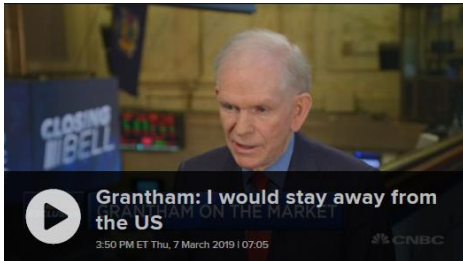 CLOSING
BELL
Grantham: I would stay away from
the US
GRANTHAM ON THE MARKET
3:50 PM ET Thu, 7 March 2019 | 07:05
CNBC